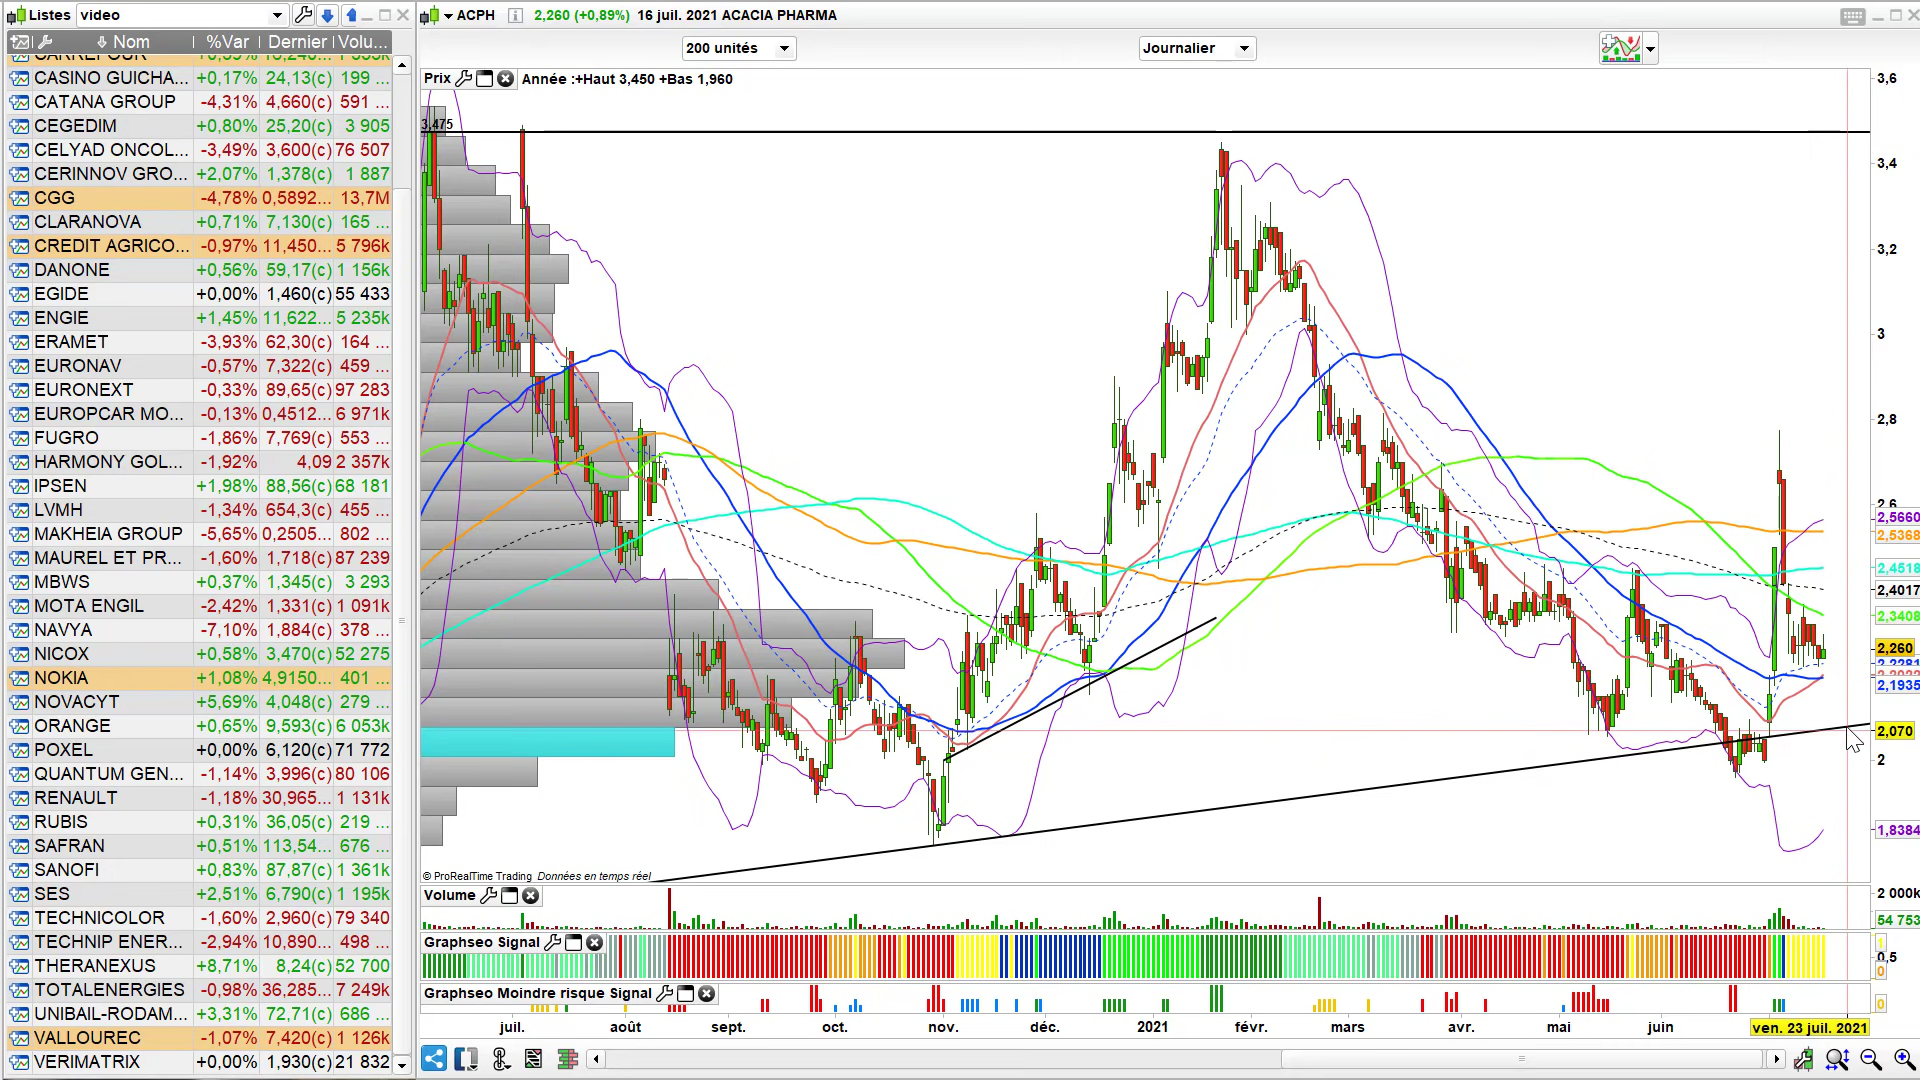 Listes video
ACPH 2,260 (+0,89%) 16 juil. 2021 ACACIA PHARMA
Nom %Var Dernier Volu...
200 unités Journalier
Prix Année :+Haut 3,450 +Bas 1,960
CASINO GUICHA... +0,17% 24,13(c) 199 ...
CATANA GROUP -4,31% 4,660(c) 591 ...
CEGEDIM +0,80% 25,20(c) 3 905
CELYAD ONCOL... -3,49% 3,600(c) 76 507
CERINNOV GRO... +2,07% 1,378(c) 1 887
CGG -4,78% 0,5892... 13,7M
CLARANOVA +0,71% 7,130(c) 165 ...
CREDIT AGRICO... -0,97% 11,450... 5 796k
DANONE +0,56% 59,17(c) 1 156k
EGIDE +0,00% 1,460(c) 55 433
ENGIE +1,45% 11,622... 5 235k
ERAMET -3,93% 62,30(c) 164 ...
EURONAV -0,57% 7,322(c) 459 ...
EURONEXT -0,33% 89,65(c) 97 283
EUROPCAR MO... -0,13% 0,4512... 6 971k
FUGRO -1,86% 7,769(c) 553 ...
HARMONY GOL... -1,92% 4,09 2 357k
IPSEN +1,98% 88,56(c) 68 181
LVMH -1,34% 654,3(c) 455 ...
MAKHEIA GROUP -5,65% 0,2505... 802 ...
MAUREL ET PR... -1,60% 1,718(c) 87 239
MBWS +0,37% 1,345(c) 3 293
MOTA ENGIL -2,42% 1,331(c) 1 091k
NAVYA -7,10% 1,884(c) 378 ...
NICOX +0,58% 3,470(c) 52 275
NOKIA +1,08% 4,9150... 401 ...
NOVACYT +5,69% 4,048(c) 279 ...
ORANGE +0,65% 9,593(c) 6 053k
POXEL +0,00% 6,120(c) 71 772
QUANTUM GEN... -1,14% 3,996(c) 80 106
RENAULT -1,18% 30,965... 1 131k
RUBIS +0,31% 36,05(c) 219 ...
SAFRAN +0,51% 113,54... 676 ...
SANOFI +0,83% 87,87(c) 1 361k
SES +2,51% 6,790(c) 1 195k
TECHNICOLOR -1,60% 2,960(c) 79 340
TECHNIP ENER... -2,94% 10,890... 498 ...
THERANEXUS +8,71% 8,24(c) 52 700
TOTALENERGIES -0,98% 36,285... 7 249k
UNIBAIL-RODAM... +3,31% 72,71(c) 686 ...
VALLOUREC -1,07% 7,420(c) 1 126k
VERIMATRIX +0,00% 1,930(c) 21 832
3,475
3,6
3,4
3,2
3
2,8
2,6
2,5660
2,5368
2,4518
2,4017
2,3408
2,260
2,1935
2,070
2
1,8384
© ProRealTime Trading Données en temps réel
Volume
2 000k
54 753
Graphseo Signal
0,5
0
Graphseo Moindre risque Signal
0
juil. août sept. oct. nov. déc. 2021 févr. mars avr. mai juin ven. 23 juil. 2021